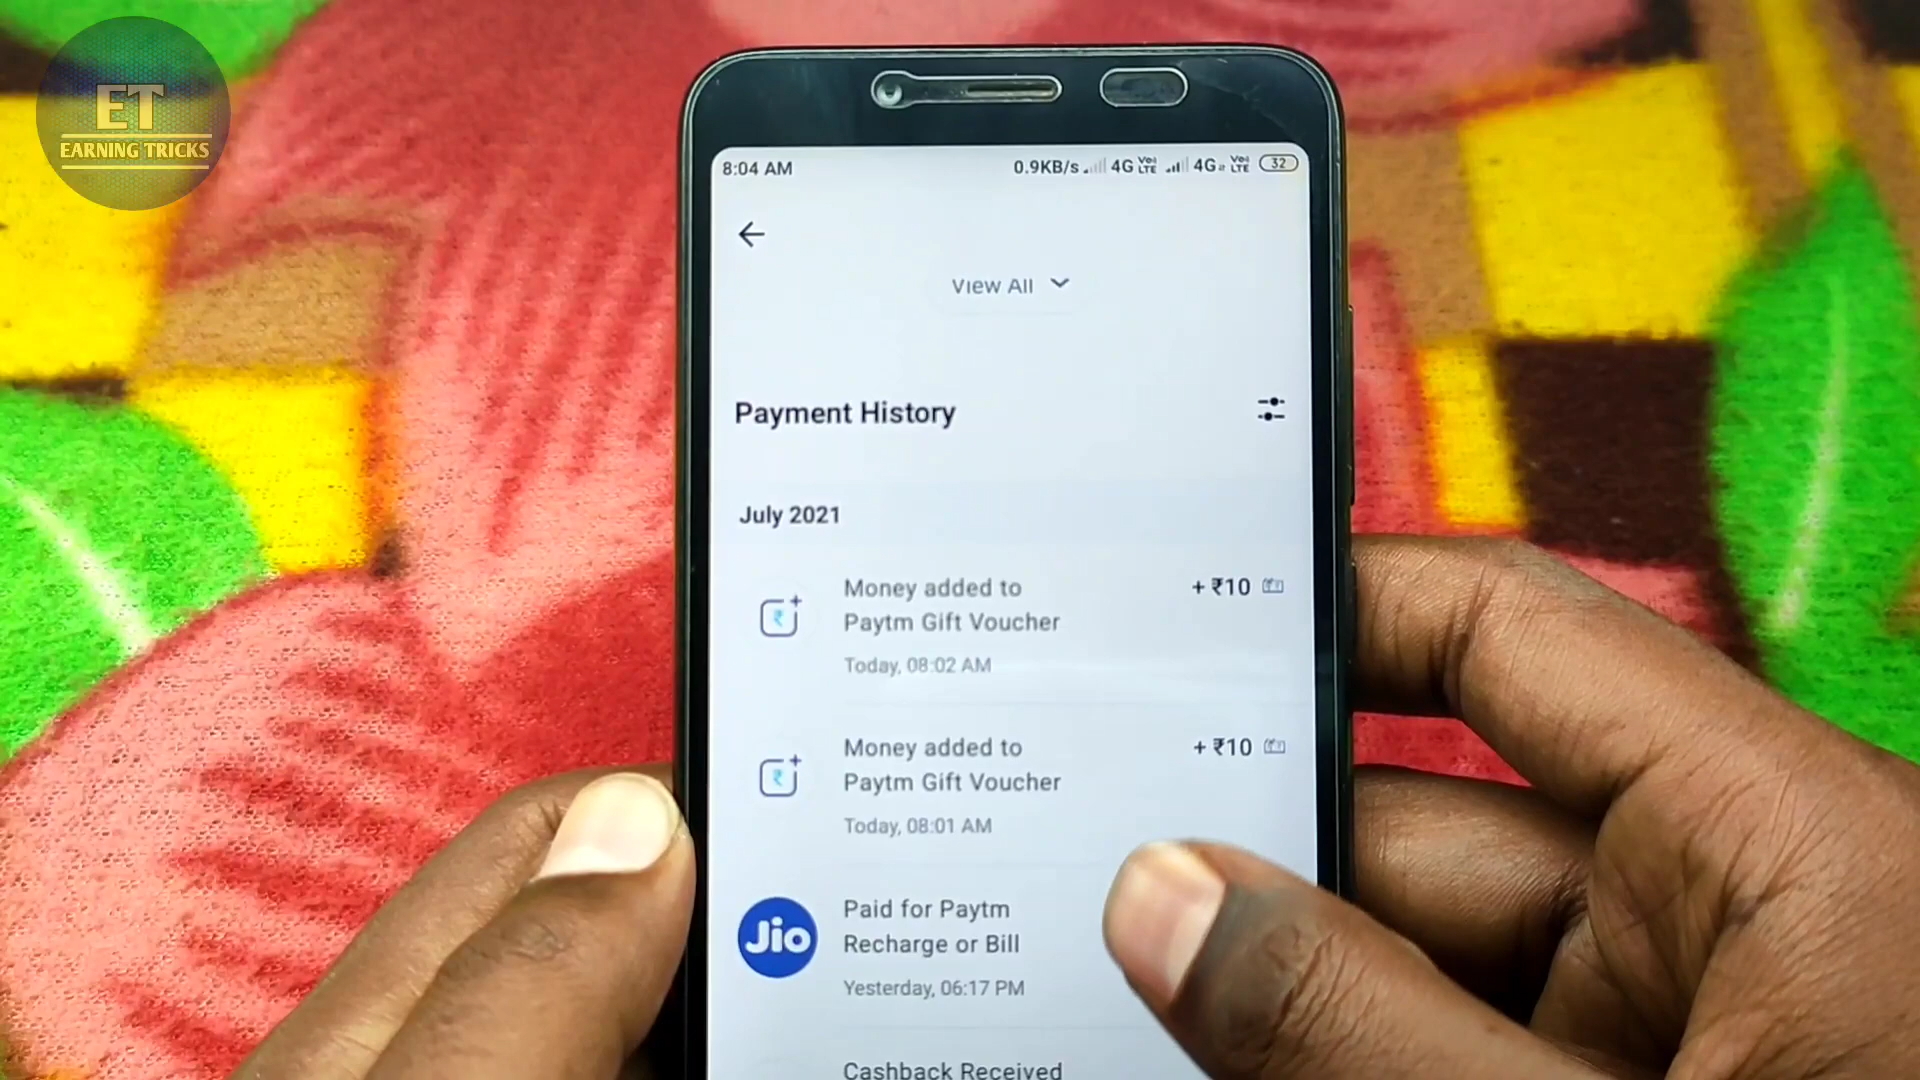 ET
EARNING TRICKS
8:04 AM 0.9KB/s 4G VoLTE 4G VoLTE 32
View All
Payment History
July 2021
Money added to
Paytm Gift Voucher
+ ₹10
Today, 08:02 AM
Money added to
Paytm Gift Voucher
+ ₹10
Today, 08:01 AM
Jio
Paid for Paytm
Recharge or Bill
Yesterday, 06:17 PM
Cashback Received